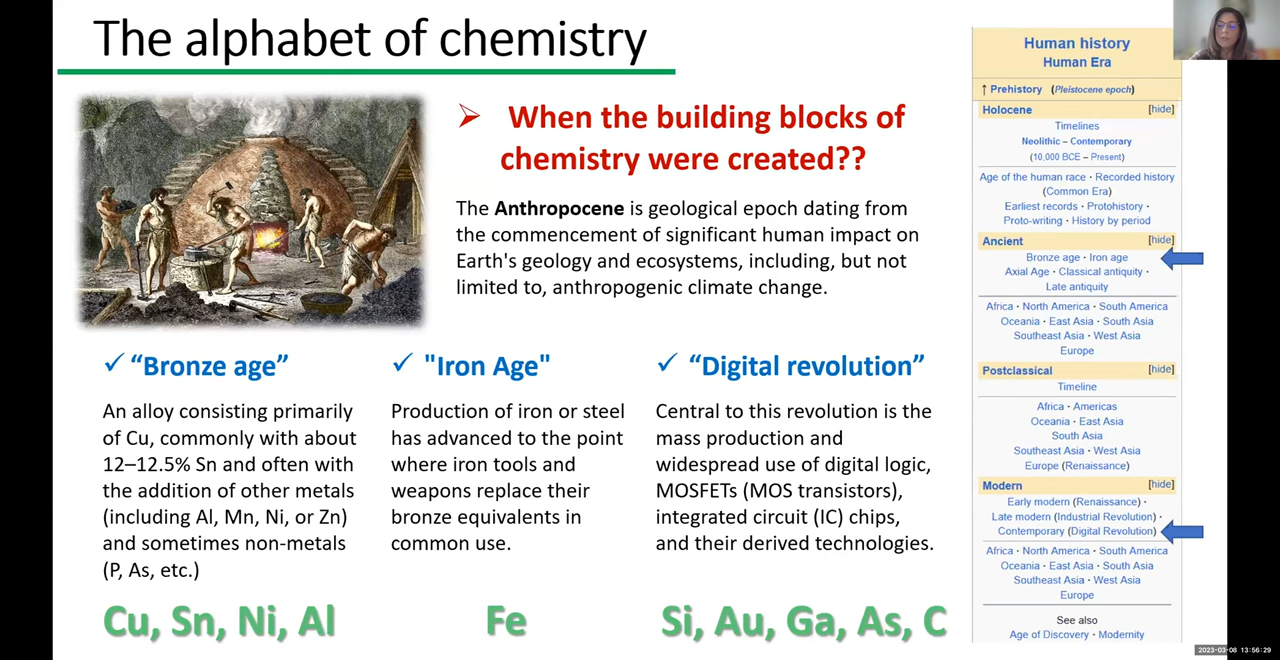 The alphabet of chemistry
➢ When the building blocks of
chemistry were created??
The Anthropocene is geological epoch dating from
the commencement of significant human impact on
Earth's geology and ecosystems, including, but not
limited to, anthropogenic climate change.
✓ “Bronze age”
An alloy consisting primarily
of Cu, commonly with about
12–12.5% Sn and often with
the addition of other metals
(including Al, Mn, Ni, or Zn)
and sometimes non-metals
(P, As, etc.)
Cu, Sn, Ni, Al
✓ "Iron Age"
Production of iron or steel
has advanced to the point
where iron tools and
weapons replace their
bronze equivalents in
common use.
Fe
✓ “Digital revolution”
Central to this revolution is the
mass production and
widespread use of digital logic,
MOSFETs (MOS transistors),
integrated circuit (IC) chips,
and their derived technologies.
Si, Au, Ga, As, C
Human history
Human Era
↑ Prehistory (Pleistocene epoch)
Holocene [hide]
Timelines
Neolithic – Contemporary
(10,000 BCE – Present)
Age of the human race · Recorded history
(Common Era)
Earliest records · Protohistory ·
Proto-writing · History by period
Ancient [hide]
Bronze age · Iron age
Axial Age · Classical antiquity ·
Late antiquity
Africa · North America · South America
Oceania · East Asia · South Asia
Southeast Asia · West Asia
Europe
Postclassical [hide]
Timeline
Africa · Americas
Oceania · East Asia
South Asia
Southeast Asia · West Asia
Europe (Renaissance)
Modern [hide]
Early modern (Renaissance) ·
Late modern (Industrial Revolution) ·
Contemporary (Digital Revolution)
Africa · North America · South America
Oceania · East Asia · South Asia
Southeast Asia · West Asia
Europe
See also
Age of Discovery · Modernity
2023-03-08 13:56:29